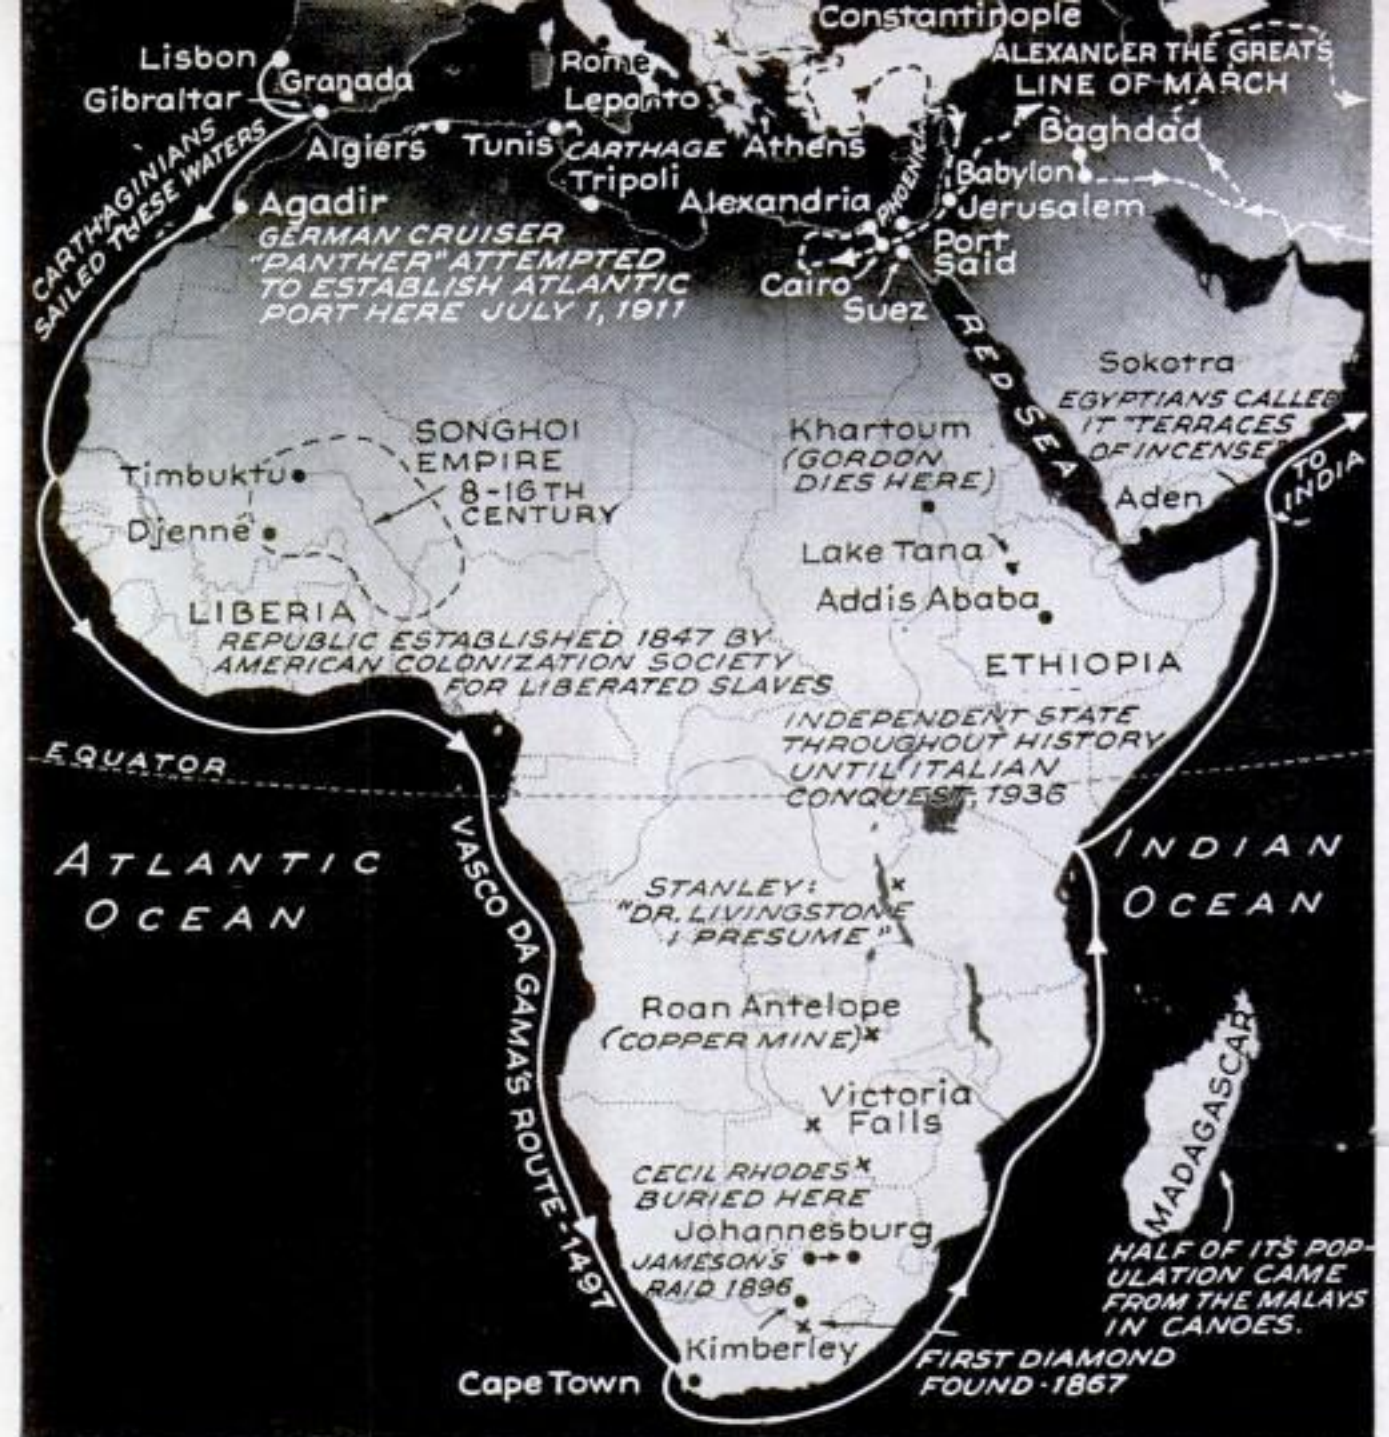 Constantinople
ALEXANDER THE GREAT'S
LINE OF MARCH
Lisbon
Granada
Gibraltar
Rome
Lepanto
Algiers
Tunis
CARTHAGE
Athens
Baghdad
Babylon
PHOENICIA
Tripoli
Alexandria
Jerusalem
Port
Said
Cairo
Suez
CARTHAGINIANS
SAILED THESE WATERS
Agadir
GERMAN CRUISER
"PANTHER" ATTEMPTED
TO ESTABLISH ATLANTIC
PORT HERE JULY 1, 1911
RED SEA
Sokotra
EGYPTIANS CALLED
IT "TERRACES
OF INCENSE"
TO
INDIA
Aden
SONGHOI
EMPIRE
8-16TH
CENTURY
Timbuktu
Djenne
Khartoum
(GORDON
DIES HERE)
Lake Tana
Addis Ababa
ETHIOPIA
INDEPENDENT STATE
THROUGHOUT HISTORY
UNTIL ITALIAN
CONQUEST, 1936
LIBERIA
REPUBLIC ESTABLISHED 1847 BY
AMERICAN COLONIZATION SOCIETY
FOR LIBERATED SLAVES
EQUATOR
ATLANTIC
OCEAN
INDIAN
OCEAN
VASCO DA GAMA'S ROUTE-1497
STANLEY:
"DR. LIVINGSTONE
I PRESUME"
Roan Antelope
(COPPER MINE)
Victoria
Falls
CECIL RHODES
BURIED HERE
Johannesburg
JAMESON'S
RAID 1896
Kimberley
Cape Town
FIRST DIAMOND
FOUND-1867
MADAGASCAR
HALF OF IT'S POP-
ULATION CAME
FROM THE MALAYS
IN CANOES.